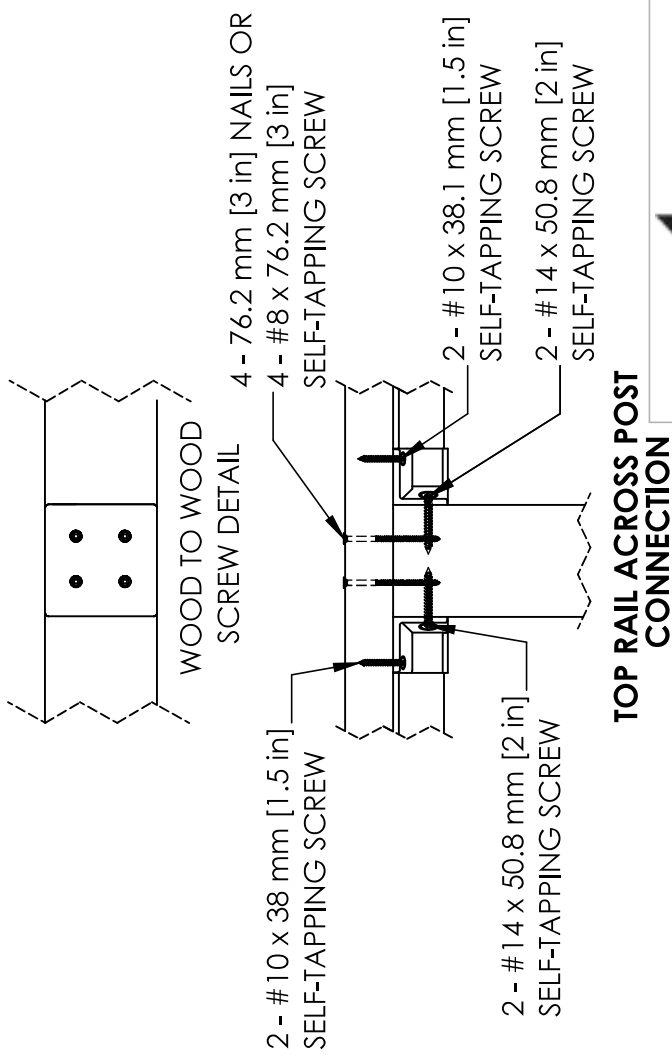 WOOD TO WOOD
SCREW DETAIL
4 - 76.2 mm [3 in] NAILS OR
4 - #8 x 76.2 mm [3 in]
SELF-TAPPING SCREW
2 - #10 x 38 mm [1.5 in]
SELF-TAPPING SCREW
2 - #10 x 38.1 mm [1.5 in]
SELF-TAPPING SCREW
2 - #14 x 50.8 mm [2 in]
SELF-TAPPING SCREW
2 - #14 x 50.8 mm [2 in]
SELF-TAPPING SCREW
TOP RAIL ACROSS POST
CONNECTION